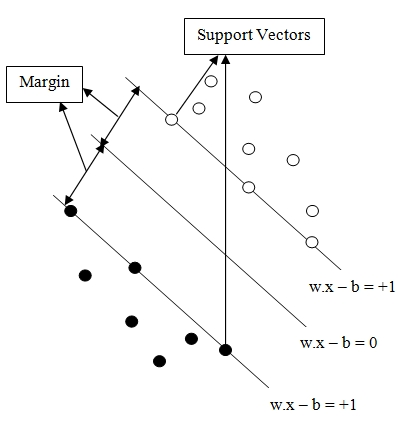 Support Vectors
Margin
w.x – b = +1
w.x – b = 0
w.x – b = +1